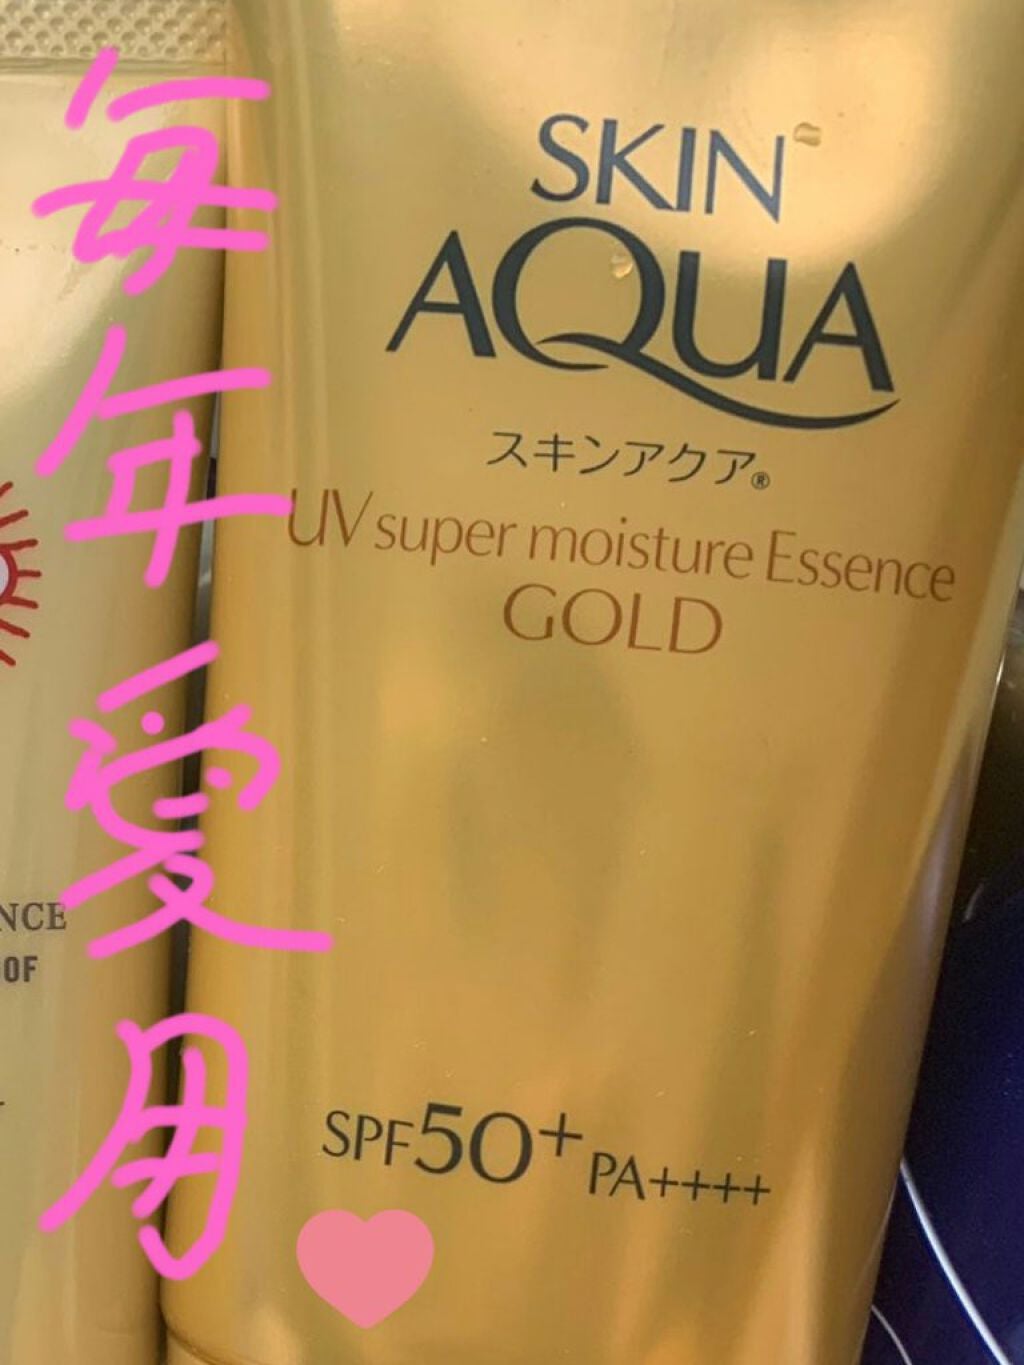 毎年愛用
SKIN
AQUA
スキンアクア®
UV super moisture Essence
GOLD
SPF50+ PA++++
NCE
OF